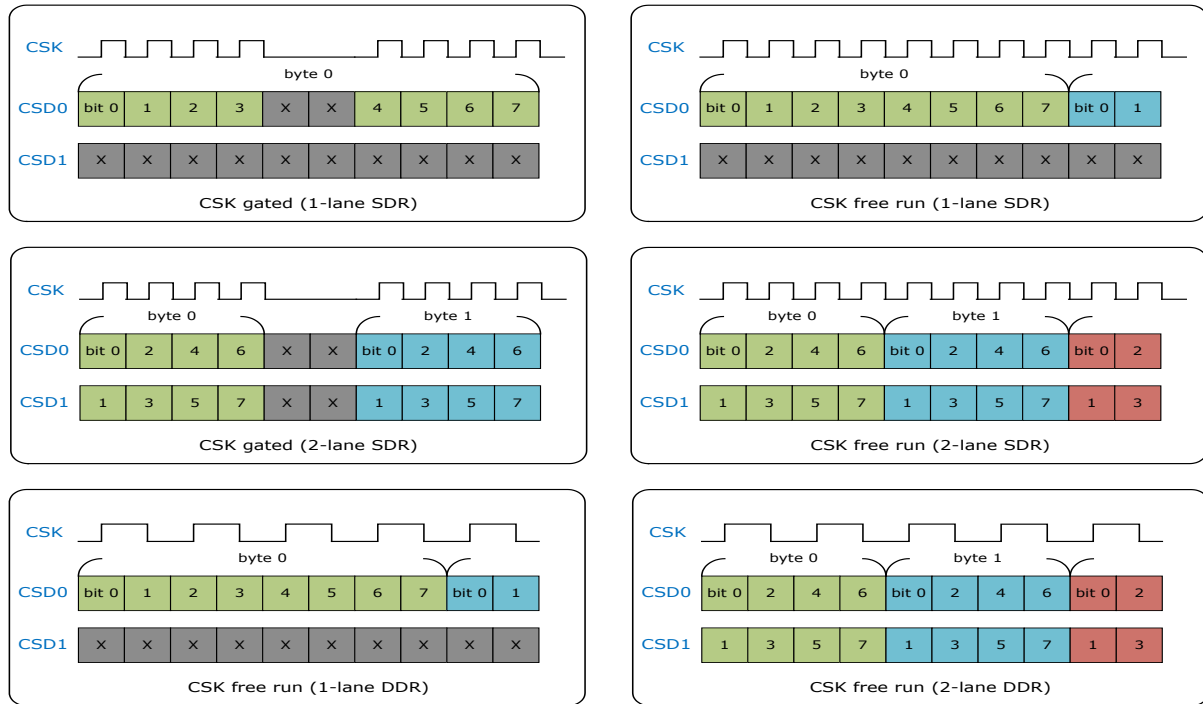 CSK
byte 0
CSD0 bit 0 1 2 3 X X 4 5 6 7
CSD1 X X X X X X X X X X
CSK gated (1-lane SDR)
CSK
byte 0
CSD0 bit 0 1 2 3 4 5 6 7 bit 0 1
CSD1 X X X X X X X X X X
CSK free run (1-lane SDR)
CSK
byte 0 byte 1
CSD0 bit 0 2 4 6 X X bit 0 2 4 6
CSD1 1 3 5 7 X X 1 3 5 7
CSK gated (2-lane SDR)
CSK
byte 0 byte 1
CSD0 bit 0 2 4 6 bit 0 2 4 6 bit 0 2
CSD1 1 3 5 7 1 3 5 7 1 3
CSK free run (2-lane SDR)
CSK
byte 0
CSD0 bit 0 1 2 3 4 5 6 7 bit 0 1
CSD1 X X X X X X X X X X
CSK free run (1-lane DDR)
CSK
byte 0 byte 1
CSD0 bit 0 2 4 6 bit 0 2 4 6 bit 0 2
CSD1 1 3 5 7 1 3 5 7 1 3
CSK free run (2-lane DDR)